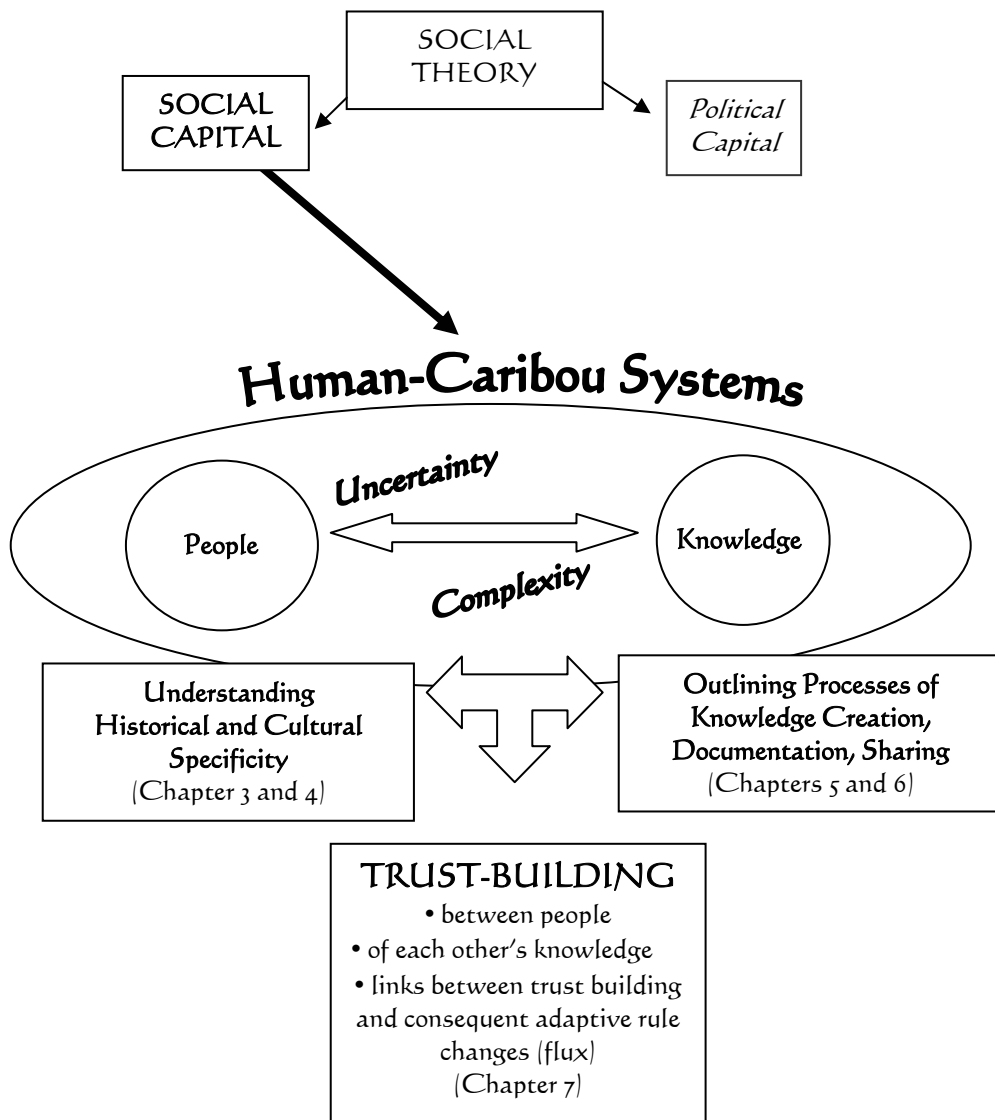 SOCIAL
THEORY
SOCIAL
CAPITAL
Political
Capital
Human-Caribou Systems
Uncertainty
People
Knowledge
Complexity
Understanding
Historical and Cultural
Specificity
(Chapter 3 and 4)
Outlining Processes of
Knowledge Creation,
Documentation, Sharing
(Chapters 5 and 6)
TRUST-BUILDING
• between people
• of each other's knowledge
• links between trust building
and consequent adaptive rule
changes (flux)
(Chapter 7)